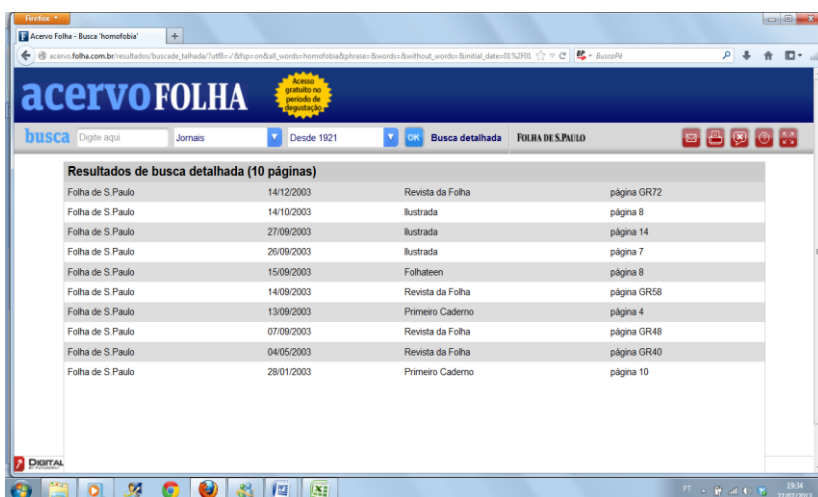 Firefox
Acervo Folha - Busca 'homofobia'
acervo.folha.com.br/resultados/buscade_talhada/?utf8=✓&fsp=on&all_words=homofobia&phrase=&words=&without_words=&initial_date=01%2F01
BuscaPé
acervo FOLHA
Acesso
gratuito no
período de
degustação
busca Digite aqui Jornais Desde 1921 OK Busca detalhada FOLHA DE S.PAULO
Resultados de busca detalhada (10 páginas)
Folha de S.Paulo 14/12/2003 Revista da Folha página GR72
Folha de S.Paulo 14/10/2003 Ilustrada página 8
Folha de S.Paulo 27/09/2003 Ilustrada página 14
Folha de S.Paulo 26/09/2003 Ilustrada página 7
Folha de S.Paulo 15/09/2003 Folhateen página 8
Folha de S.Paulo 14/09/2003 Revista da Folha página GR58
Folha de S.Paulo 13/09/2003 Primeiro Caderno página 4
Folha de S.Paulo 07/09/2003 Revista da Folha página GR48
Folha de S.Paulo 04/05/2003 Revista da Folha página GR40
Folha de S.Paulo 28/01/2003 Primeiro Caderno página 10
DIGITAL
PT 19:34